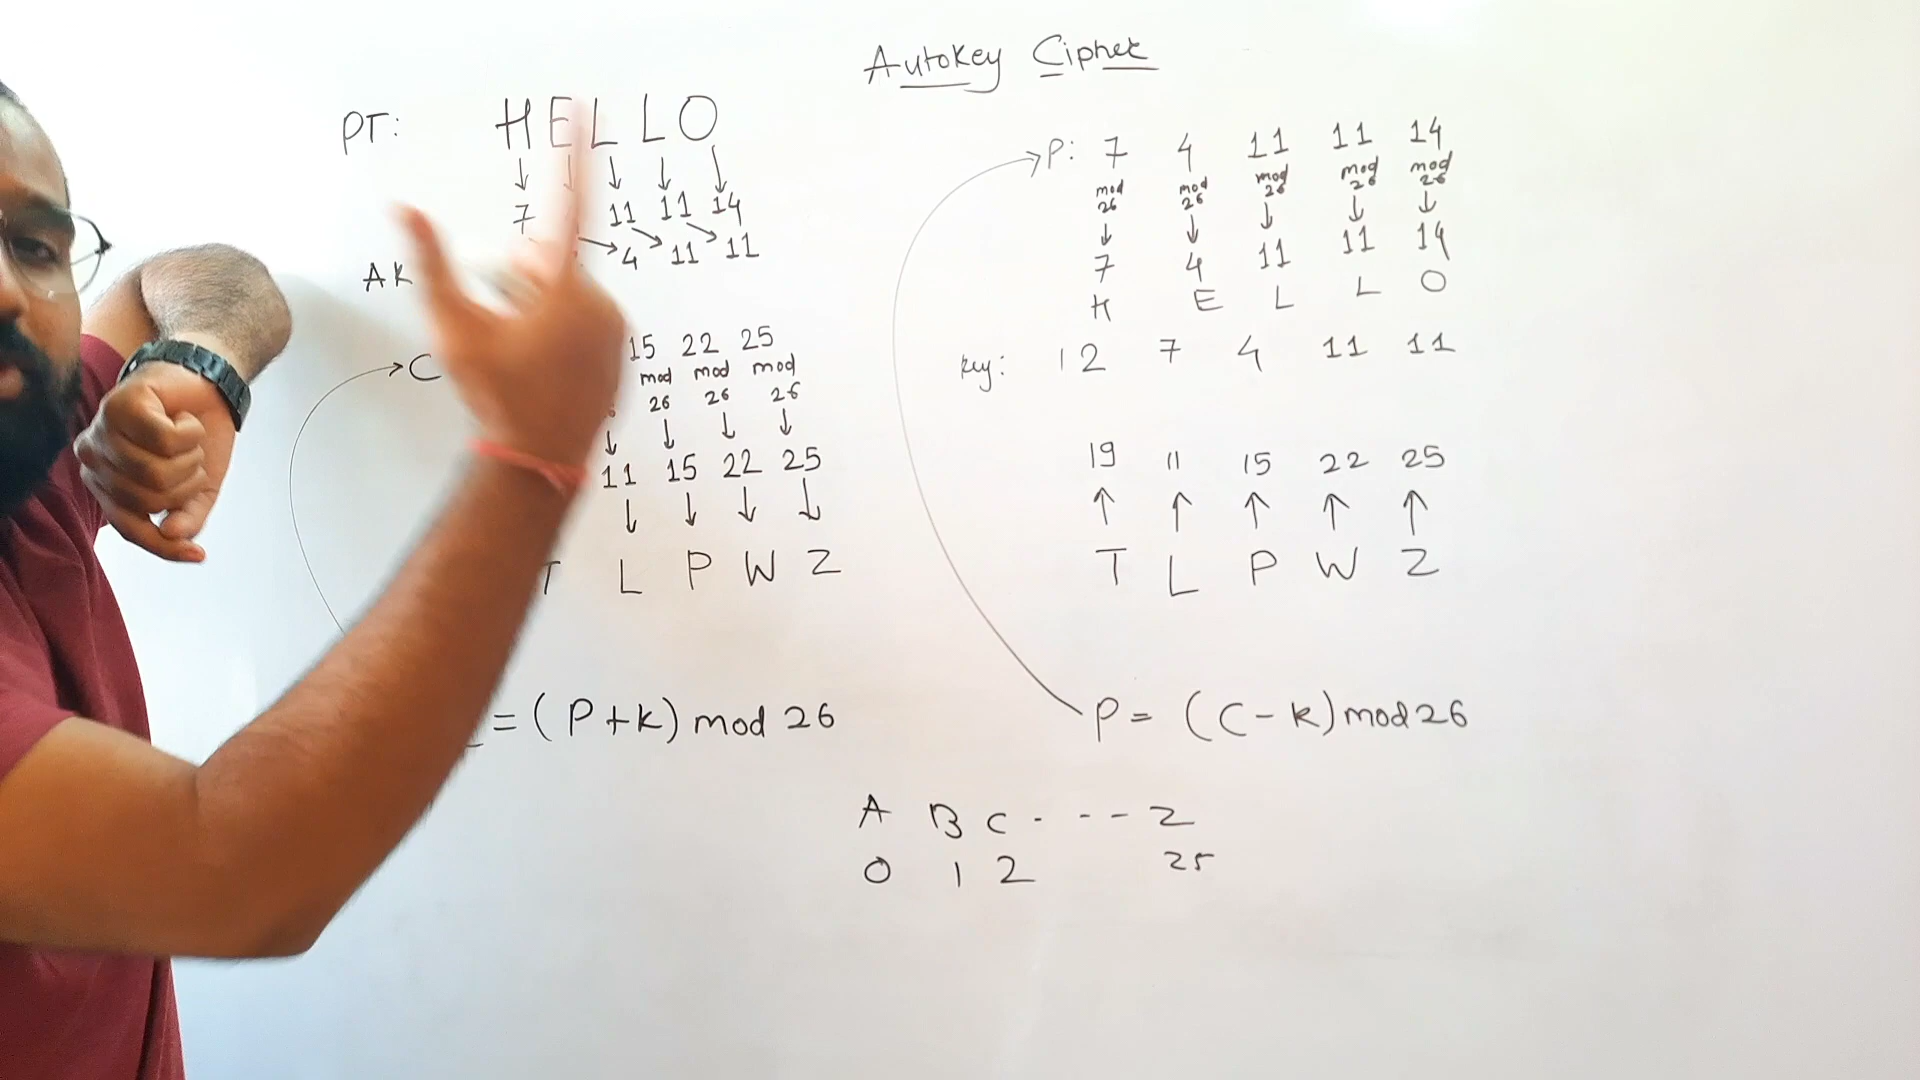 Autokey Cipher
PT: H E L L O
7 11 11 14
4 11 11
AK
C 15 22 25
mod mod mod
26 26 26
11 15 22 25
T L P W Z
= (P+k) mod 26
P: 7 4 11 11 14
mod mod mod mod mod
26 26 26 26 26
7 4 11 11 14
H E L L O
key: 12 7 4 11 11
19 11 15 22 25
T L P W Z
P = (C - k) mod 26
A B C . - - - Z
0 1 2 25